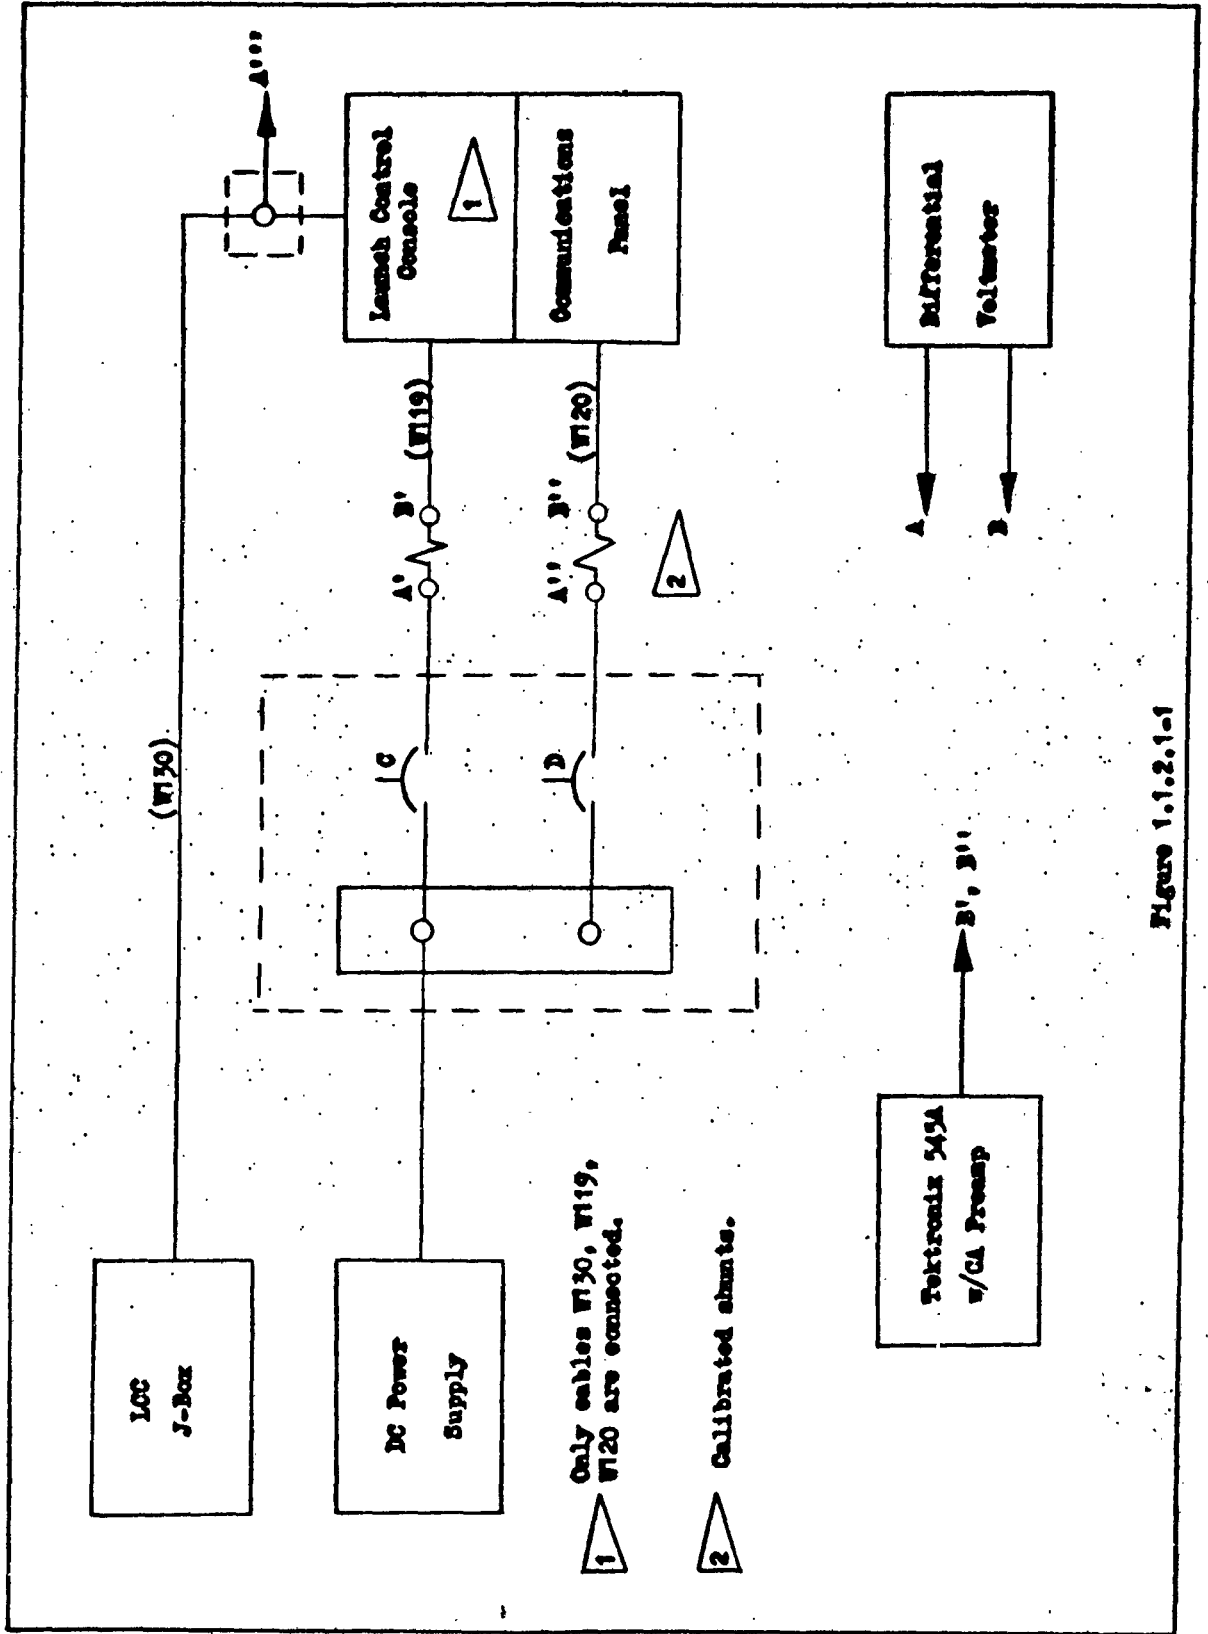 LCC
J-Box
(W130)
A'''
DC Power
Supply
C
D
A'
B'
(W119)
A''
B''
(W120)
Launch Control
Console
1
Communications
Panel
2
1
Only cables W130, W119,
W120 are connected.
2
Calibrated shunts.
Tektronix 545A
w/CA Preamp
B', B''
A
B
Differential
Voltmeter
Figure 1.1.2.1-1